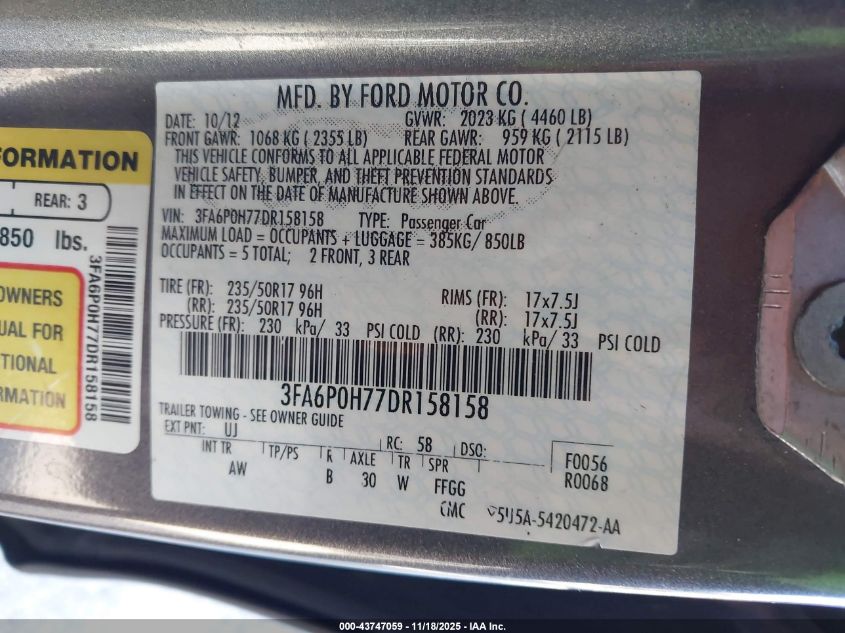 MFD. BY FORD MOTOR CO.
DATE: 10/12 GVWR: 2023 KG ( 4460 LB)
FRONT GAWR: 1068 KG ( 2355 LB) REAR GAWR: 959 KG ( 2115 LB)
THIS VEHICLE CONFORMS TO ALL APPLICABLE FEDERAL MOTOR
VEHICLE SAFETY, BUMPER, AND THEFT PREVENTION STANDARDS
IN EFFECT ON THE DATE OF MANUFACTURE SHOWN ABOVE.
VIN: 3FA6P0H77DR158158 TYPE: Passenger Car
MAXIMUM LOAD = OCCUPANTS + LUGGAGE = 385KG/ 850LB
OCCUPANTS = 5 TOTAL; 2 FRONT, 3 REAR
TIRE (FR): 235/50R17 96H RIMS (FR): 17x7.5J
(RR): 235/50R17 96H (RR): 17x7.5J
PRESSURE (FR): 230 kPa/ 33 PSI COLD (RR): 230 kPa/ 33 PSI COLD
3FA6P0H77DR158158
TRAILER TOWING - SEE OWNER GUIDE
EXT PNT: UJ RC: 58 DSO: F0056
INT TR TP/PS R AXLE TR SPR R0068
AW B 30 W FFGG
CMC 5U5A-5420472-AA
FORMATION
REAR: 3
850 lbs.
3FA6P0H77DR158158
OWNERS
UAL FOR
TIONAL
RMATION
000-43747059 - 11/18/2025 - IAA Inc.